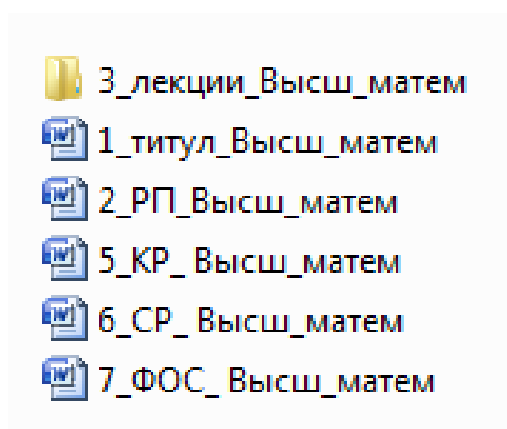 3_лекции_Высш_матем
1_титул_Высш_матем
2_РП_Высш_матем
5_КР_ Высш_матем
6_СР_ Высш_матем
7_ФОС_ Высш_матем